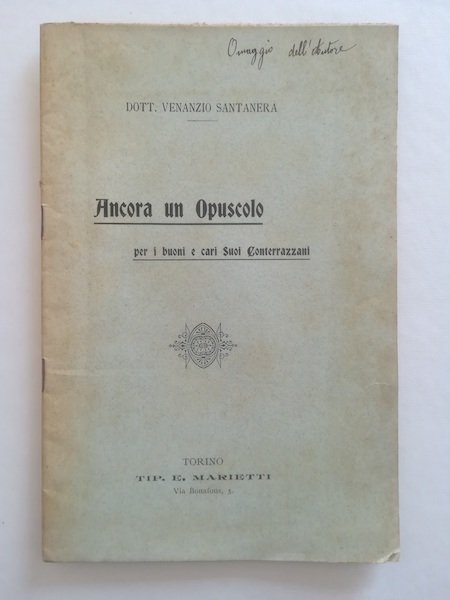 Omaggio dell'Autore
DOTT. VENANZIO SANTANERA
Ancora un Opuscolo
per i buoni e cari Suoi Conterrazzani
TORINO
TIP. E. MARIETTI
Via Bonafous, 3.